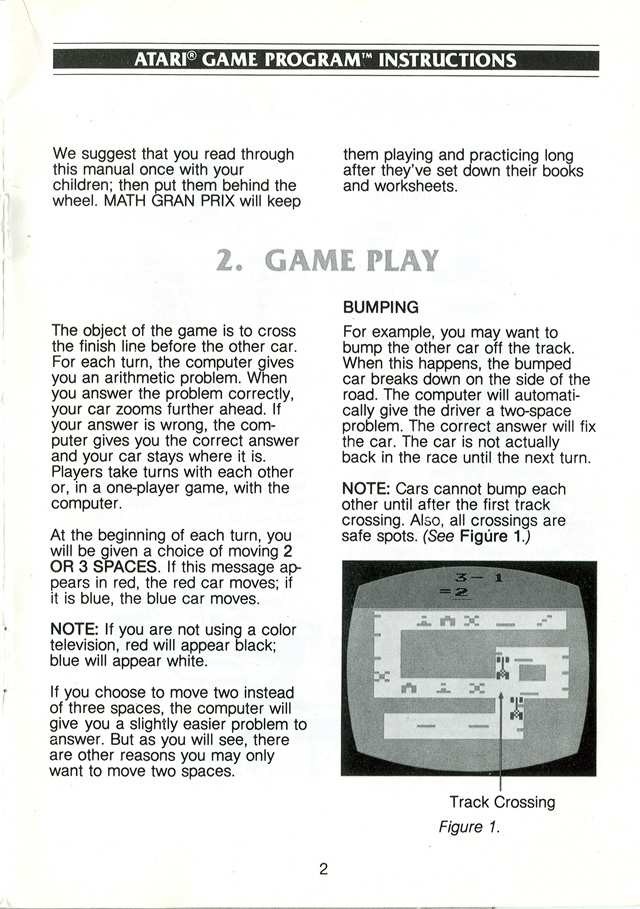 ATARI® GAME PROGRAM™ INSTRUCTIONS
We suggest that you read through
this manual once with your
children; then put them behind the
wheel. MATH GRAN PRIX will keep
them playing and practicing long
after they've set down their books
and worksheets.
2. GAME PLAY
The object of the game is to cross
the finish line before the other car.
For each turn, the computer gives
you an arithmetic problem. When
you answer the problem correctly,
your car zooms further ahead. If
your answer is wrong, the com-
puter gives you the correct answer
and your car stays where it is.
Players take turns with each other
or, in a one-player game, with the
computer.
At the beginning of each turn, you
will be given a choice of moving 2
OR 3 SPACES. If this message ap-
pears in red, the red car moves; if
it is blue, the blue car moves.
NOTE: If you are not using a color
television, red will appear black;
blue will appear white.
If you choose to move two instead
of three spaces, the computer will
give you a slightly easier problem to
answer. But as you will see, there
are other reasons you may only
want to move two spaces.
BUMPING
For example, you may want to
bump the other car off the track.
When this happens, the bumped
car breaks down on the side of the
road. The computer will automati-
cally give the driver a two-space
problem. The correct answer will fix
the car. The car is not actually
back in the race until the next turn.
NOTE: Cars cannot bump each
other until after the first track
crossing. Also, all crossings are
safe spots. (See Figure 1.)
3 - 1
= 2
Track Crossing
Figure 1.
2